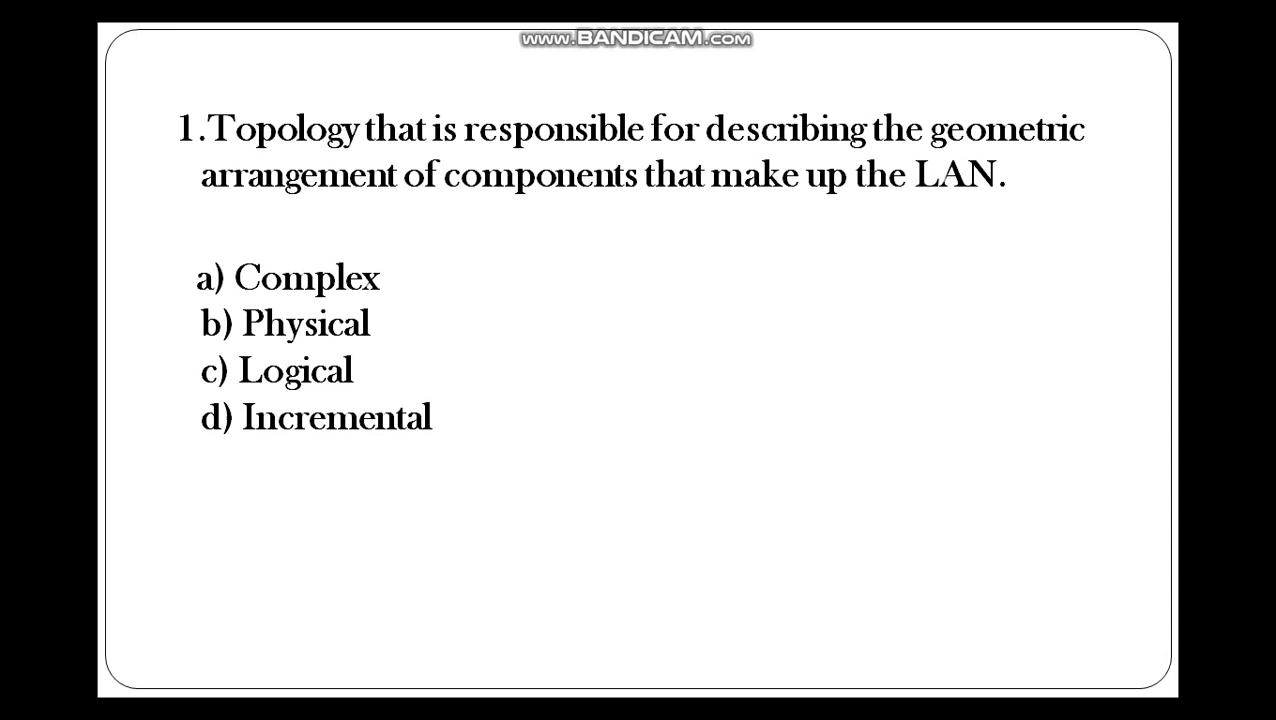 www.BANDICAM.com
1.Topology that is responsible for describing the geometric
arrangement of components that make up the LAN.
a) Complex
b) Physical
c) Logical
d) Incremental